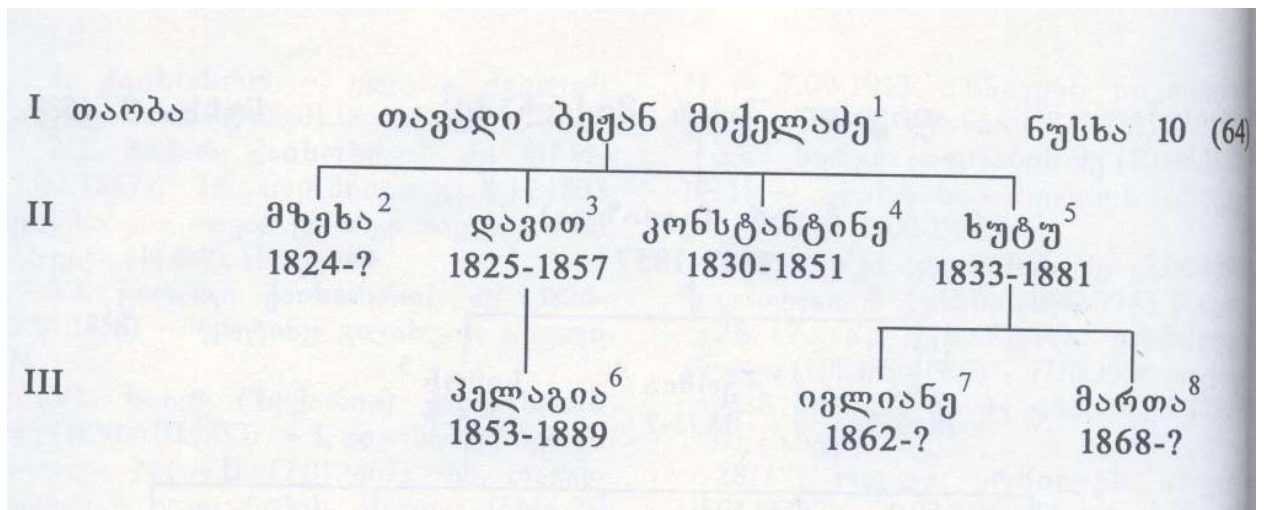 I თაობა თავადი ბეჟან მიქელაძე¹ ნუსხა 10 (64)
II მზეხა² დავით³ კონსტანტინე⁴ ხუტუ⁵
1824-? 1825-1857 1830-1851 1833-1881
III პელაგია⁶ ივლიანე⁷ მართა⁸
1853-1889 1862-? 1868-?